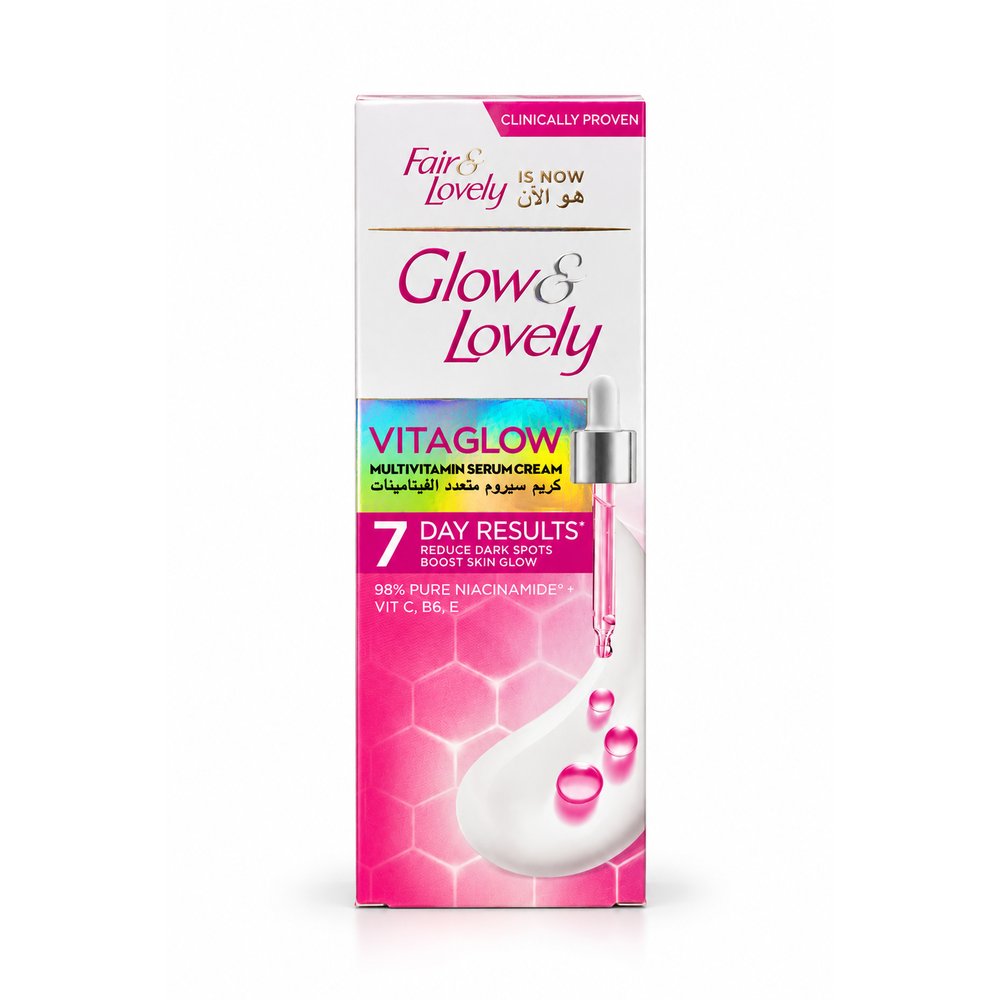 CLINICALLY PROVEN
Fair &
Lovely
IS NOW
هو الآن
Glow &
Lovely
VITAGLOW
MULTIVITAMIN SERUM CREAM
كريم سيروم متعدد الفيتامينات
7 DAY RESULTS*
REDUCE DARK SPOTS
BOOST SKIN GLOW
98% PURE NIACINAMIDE° +
VIT C, B6, E